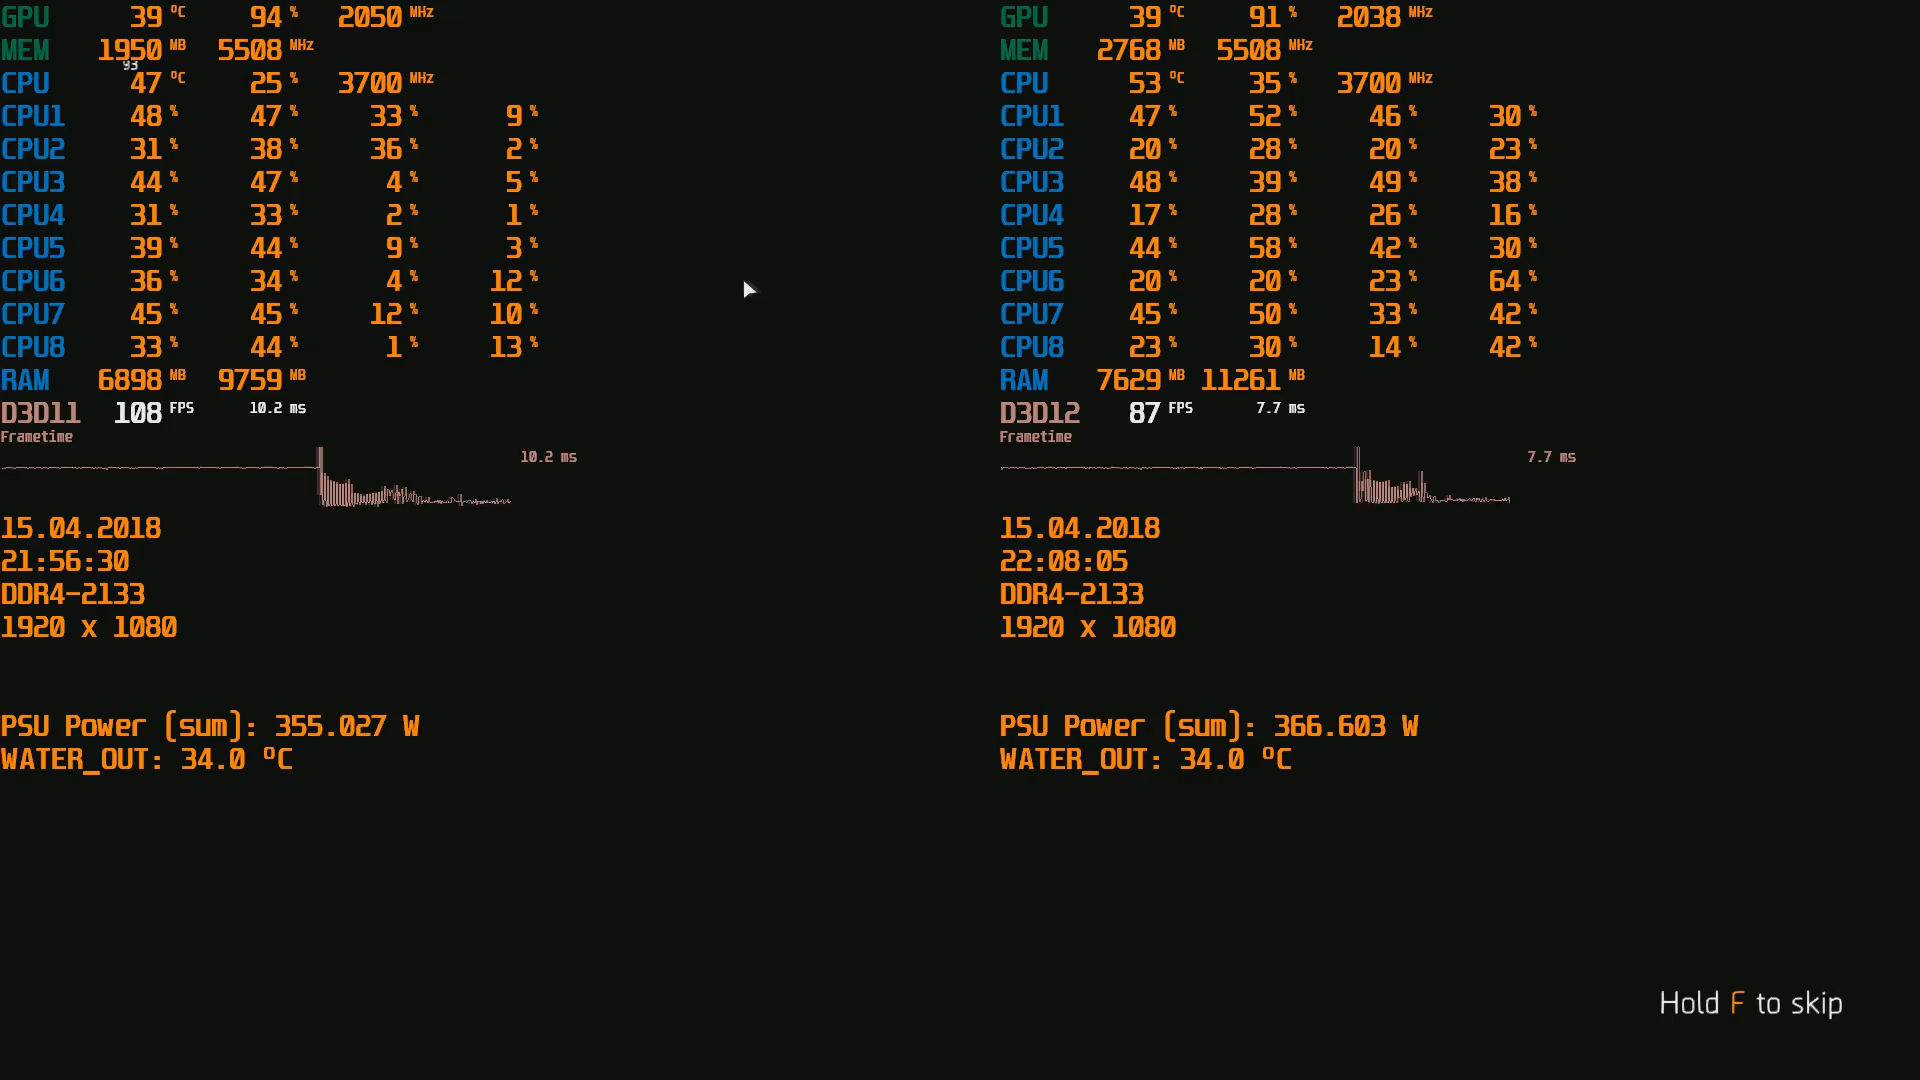 GPU 39 °C 94 % 2050 MHz
MEM 1950 MB 5508 MHz
93
CPU 47 °C 25 % 3700 MHz
CPU1 48 % 47 % 33 % 9 %
CPU2 31 % 38 % 36 % 2 %
CPU3 44 % 47 % 4 % 5 %
CPU4 31 % 33 % 2 % 1 %
CPU5 39 % 44 % 9 % 3 %
CPU6 36 % 34 % 4 % 12 %
CPU7 45 % 45 % 12 % 10 %
CPU8 33 % 44 % 1 % 13 %
RAM 6898 MB 9759 MB
D3D11 108 FPS 10.2 ms
Frametime
10.2 ms
15.04.2018
21:56:30
DDR4-2133
1920 x 1080
PSU Power (sum): 355.027 W
WATER_OUT: 34.0 °C
GPU 39 °C 91 % 2038 MHz
MEM 2768 MB 5508 MHz
CPU 53 °C 35 % 3700 MHz
CPU1 47 % 52 % 46 % 30 %
CPU2 20 % 28 % 20 % 23 %
CPU3 48 % 39 % 49 % 38 %
CPU4 17 % 28 % 26 % 16 %
CPU5 44 % 58 % 42 % 30 %
CPU6 20 % 20 % 23 % 64 %
CPU7 45 % 50 % 33 % 42 %
CPU8 23 % 30 % 14 % 42 %
RAM 7629 MB 11261 MB
D3D12 87 FPS 7.7 ms
Frametime
7.7 ms
15.04.2018
22:08:05
DDR4-2133
1920 x 1080
PSU Power (sum): 366.603 W
WATER_OUT: 34.0 °C
Hold F to skip